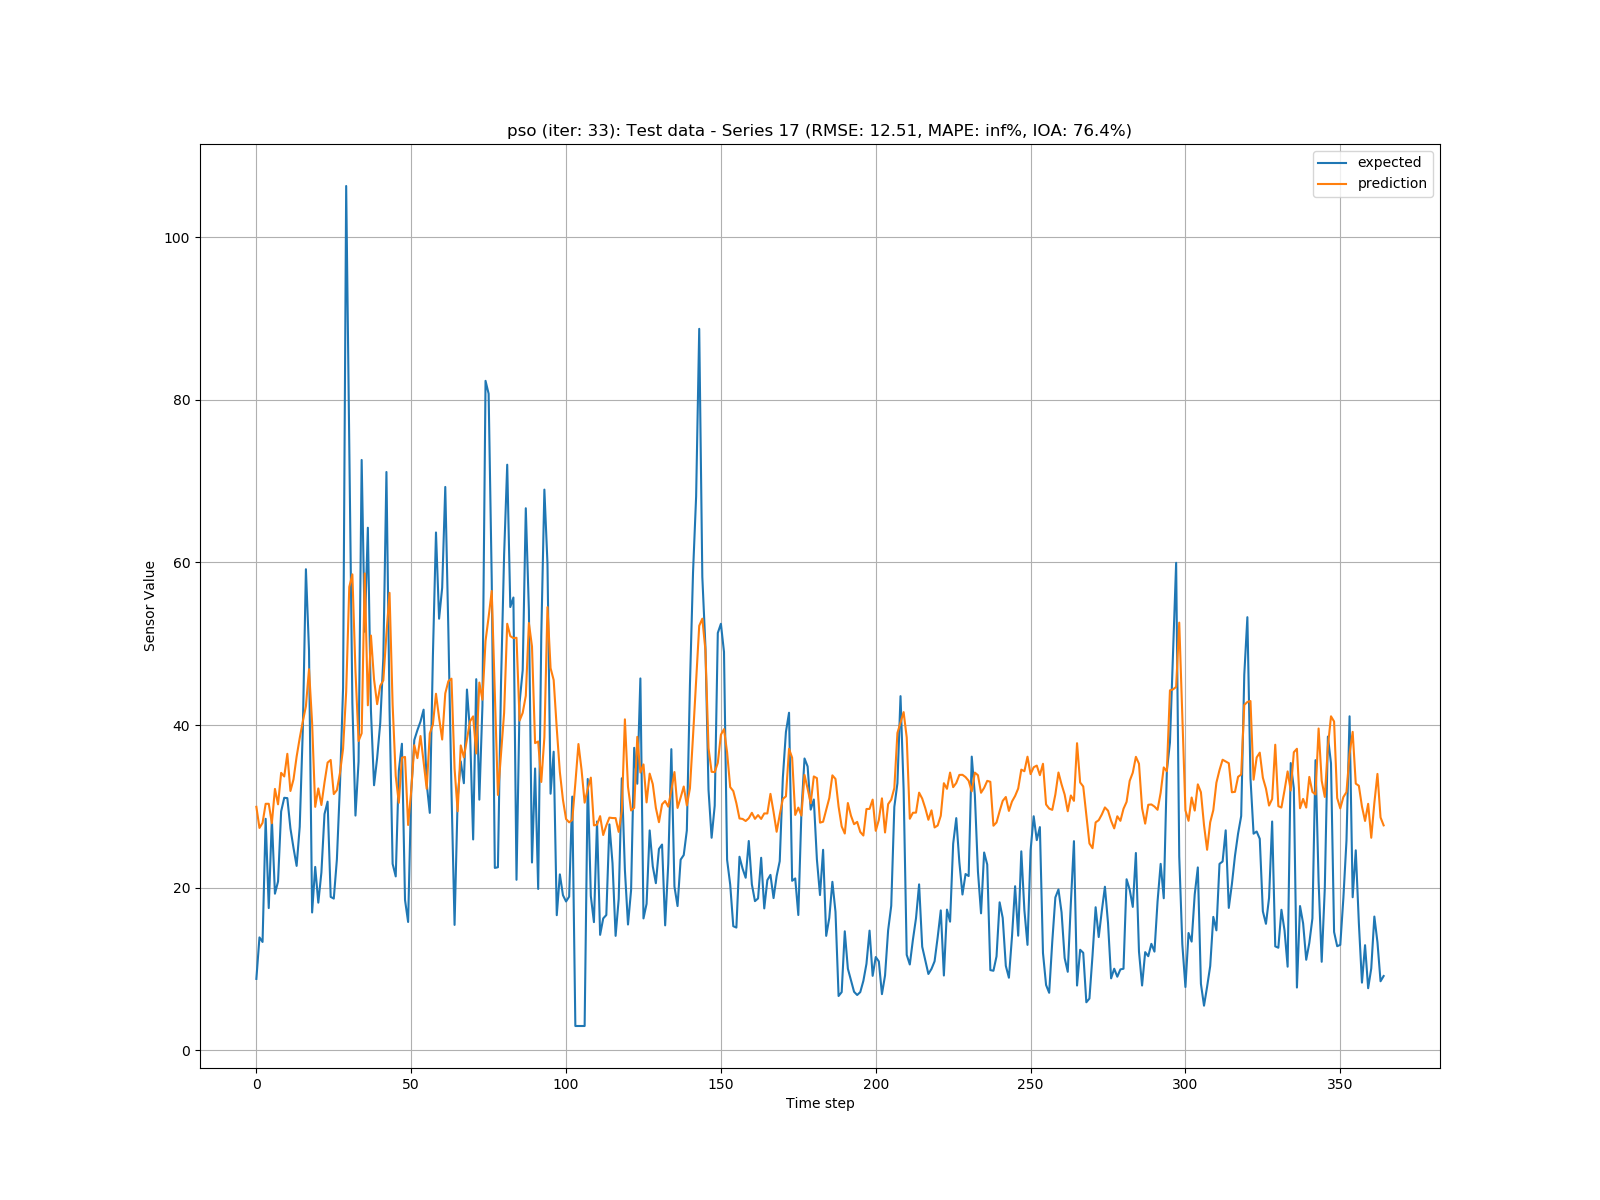 pso (iter: 33): Test data - Series 17 (RMSE: 12.51, MAPE: inf%, IOA: 76.4%)
expected
prediction
100
80
60
40
20
0
Sensor Value
0 50 100 150 200 250 300 350
Time step